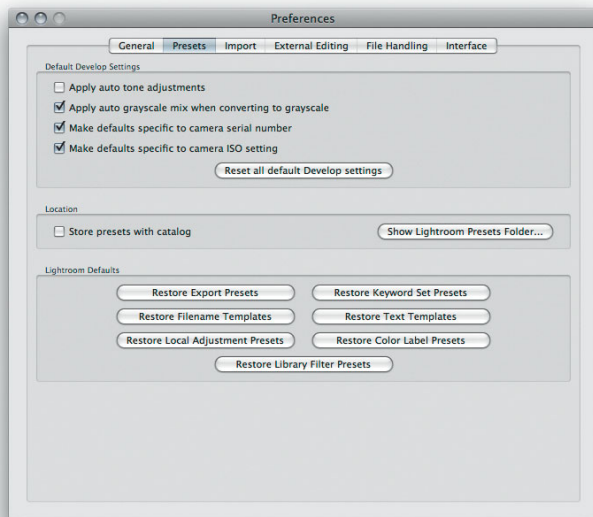 Preferences
General Presets Import External Editing File Handling Interface
Default Develop Settings
Apply auto tone adjustments
Apply auto grayscale mix when converting to grayscale
Make defaults specific to camera serial number
Make defaults specific to camera ISO setting
Reset all default Develop settings
Location
Store presets with catalog Show Lightroom Presets Folder...
Lightroom Defaults
Restore Export Presets Restore Keyword Set Presets
Restore Filename Templates Restore Text Templates
Restore Local Adjustment Presets Restore Color Label Presets
Restore Library Filter Presets